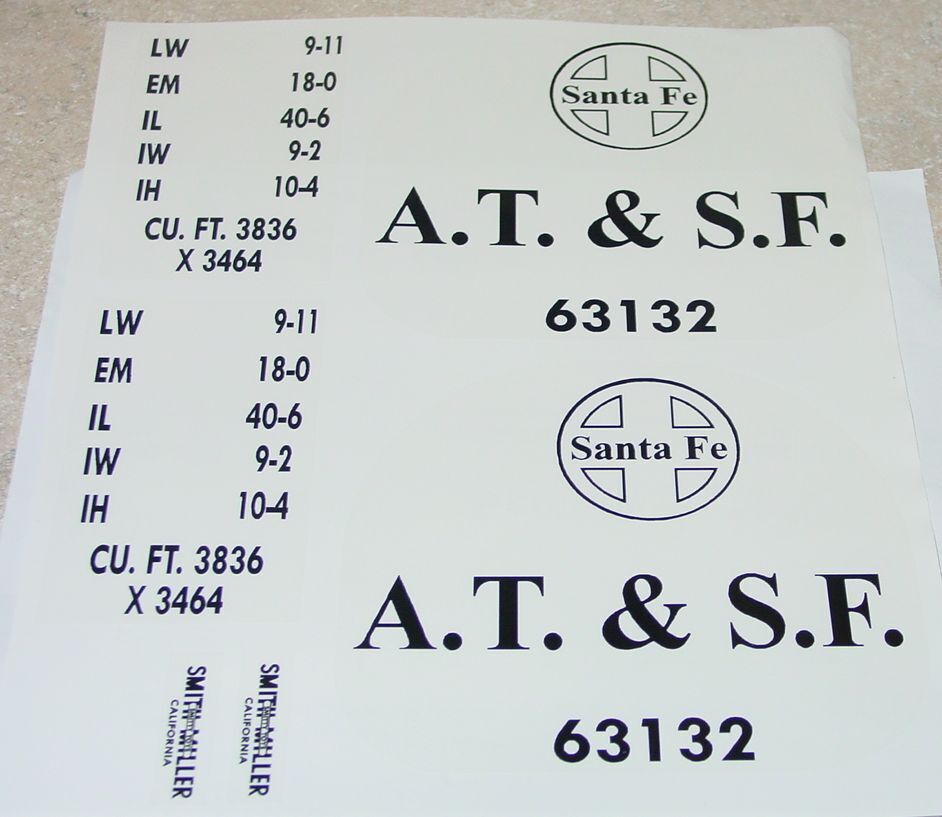 LW 9-11
EM 18-0
IL 40-6
IW 9-2
IH 10-4
CU. FT. 3836
X 3464
Santa Fe
A.T. & S.F.
63132
LW 9-11
EM 18-0
IL 40-6
IW 9-2
IH 10-4
CU. FT. 3836
X 3464
Santa Fe
A.T. & S.F.
63132
SMITH-MILLER
CALIFORNIA
SMITH-MILLER
CALIFORNIA